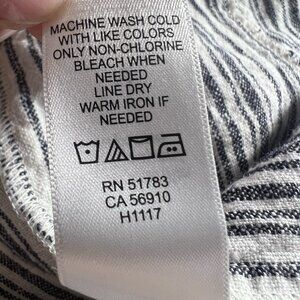 MACHINE WASH COLD
WITH LIKE COLORS
ONLY NON-CHLORINE
BLEACH WHEN
NEEDED
LINE DRY
WARM IRON IF
NEEDED
RN 51783
CA 56910
H1117